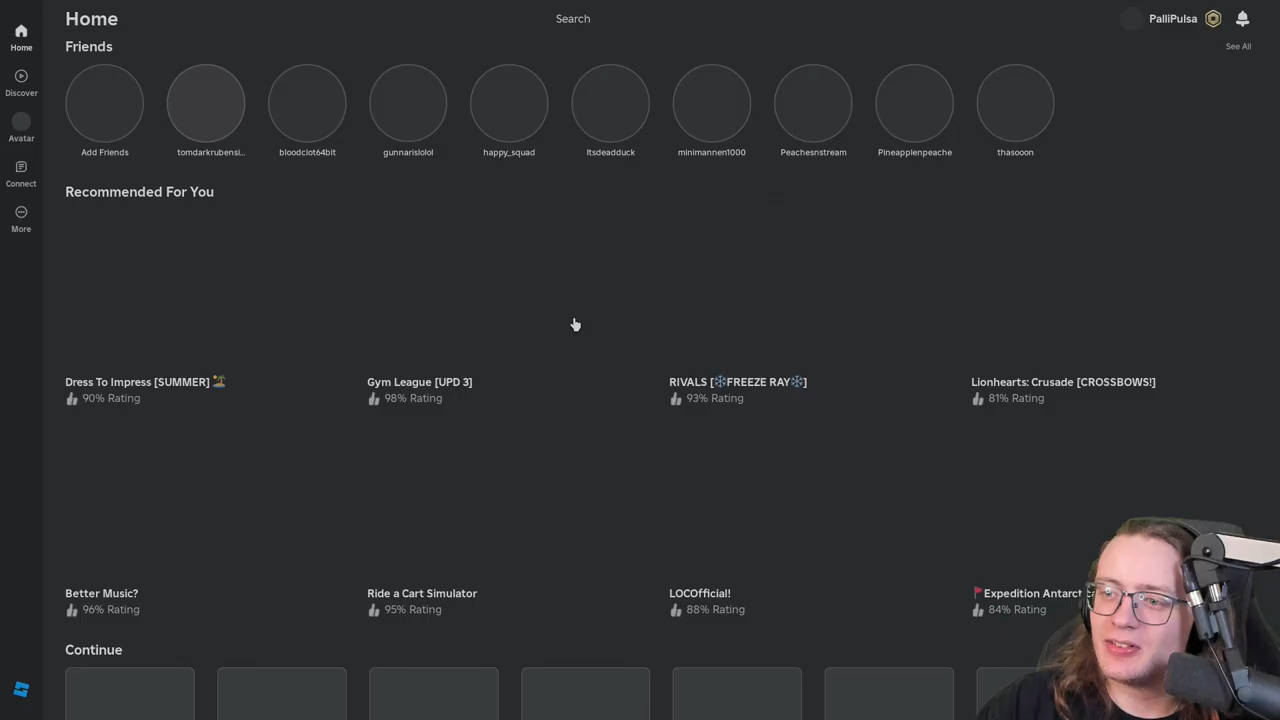 Home
Search
PalliPulsa
Friends
See All
Home
Discover
Avatar
Connect
More
Add Friends
tomdarkrubensi...
bloodclot64bit
gunnarislolol
happy_squad
Itsdeadduck
minimannen1000
Peachesnstream
Pineapplenpeache
thasooon
Recommended For You
Dress To Impress [SUMMER] 🏝️
90% Rating
Gym League [UPD 3]
98% Rating
RIVALS [❄️FREEZE RAY❄️]
93% Rating
Lionhearts: Crusade [CROSSBOWS!]
81% Rating
Better Music?
96% Rating
Ride a Cart Simulator
95% Rating
LOCOfficial!
88% Rating
🚩Expedition
84% Rating
Continue